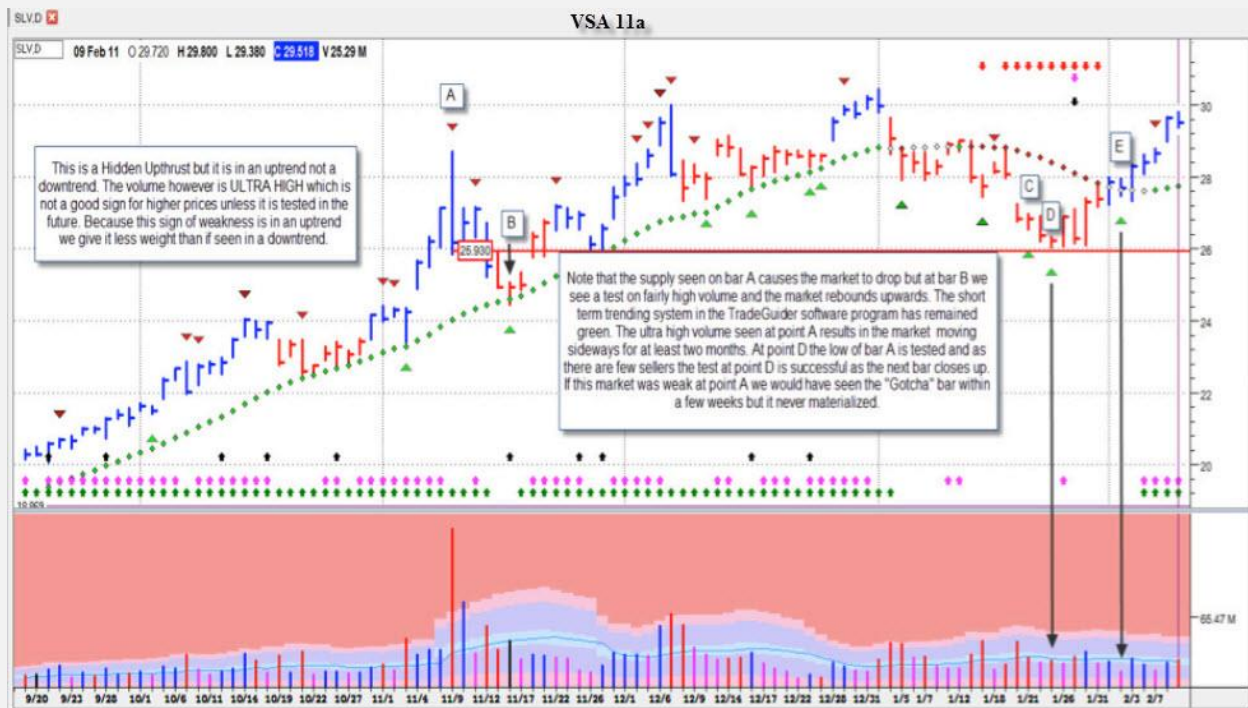 SLV.D
VSA 11a
SLV.D 09 Feb 11 O 29.720 H 29.800 L 29.380 C 29.518 V 25.29 M
A
This is a Hidden Upthrust but it is in an uptrend not a
downtrend. The volume however is ULTRA HIGH which is
not a good sign for higher prices unless it is tested in the
future. Because this sign of weakness is in an uptrend
we give it less weight than if seen in a downtrend.
B
C
D
E
25.930
Note that the supply seen on bar A causes the market to drop but at bar B we
see a test on fairly high volume and the market rebounds upwards. The short
term trending system in the TradeGuider software program has remained
green. The ultra high volume seen at point A results in the market moving
sideways for at least two months. At point D the low of bar A is tested and as
there are few sellers the test at point D is successful as the next bar closes up.
If this market was weak at point A we would have seen the "Gotcha" bar within
a few weeks but it never materialized.
30
28
26
24
22
20
65.47 M
9/20 9/23 9/28 10/1 10/6 10/11 10/14 10/19 10/22 10/27 11/1 11/4 11/9 11/12 11/17 11/22 11/26 12/1 12/6 12/9 12/14 12/17 12/22 12/28 12/31 1/5 1/7 1/12 1/18 1/21 1/26 1/31 2/3 2/7